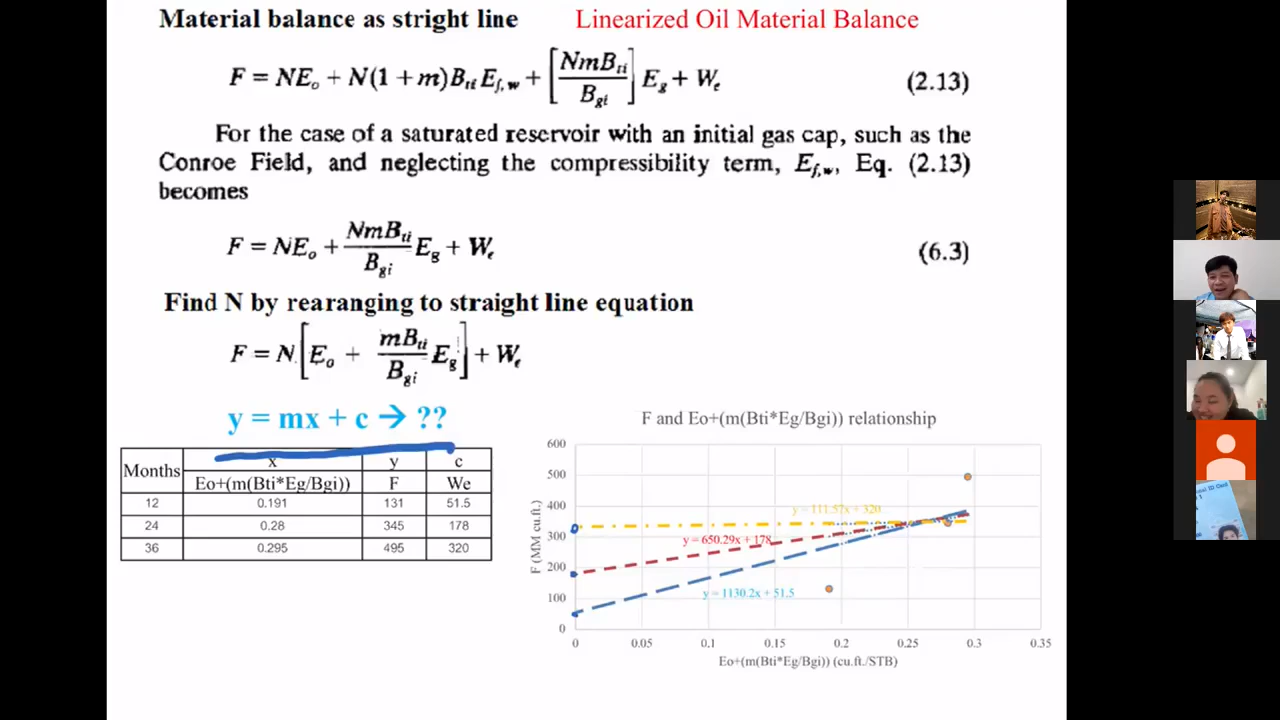 Material balance as stright line
Linearized Oil Material Balance
F = NE_o + N(1 + m)B_ti E_f,w + [NmB_ti / B_gi] E_g + W_e (2.13)
For the case of a saturated reservoir with an initial gas cap, such as the
Conroe Field, and neglecting the compressibility term, E_f,w, Eq. (2.13)
becomes
F = NE_o + NmB_ti / B_gi E_g + W_e (6.3)
Find N by rearanging to straight line equation
F = N [E_o + mB_ti / B_gi E_g] + W_e
y = mx + c → ??
Months x y c
Eo+(m(Bti*Eg/Bgi)) F We
12 0.191 131 51.5
24 0.28 345 178
36 0.295 495 320
F and Eo+(m(Bti*Eg/Bgi)) relationship
F (MM cu.ft.)
600
500
400
300
200
100
0
y = 111.57x + 320
y = 650.29x + 178
y = 1130.2x + 51.5
0 0.05 0.1 0.15 0.2 0.25 0.3 0.35
Eo+(m(Bti*Eg/Bgi)) (cu.ft./STB)